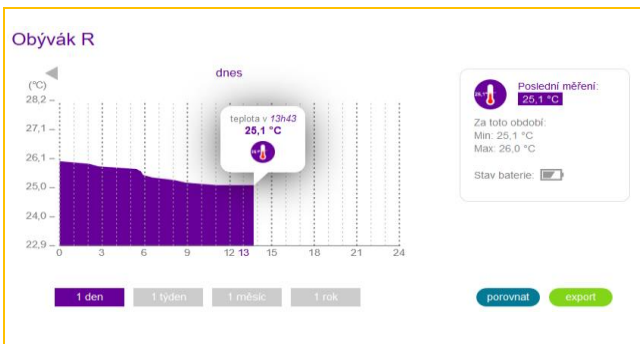 Obývák R
dnes
(°C)
28,2
27,1
26,1
25,0
24,0
22,9
0 3 6 9 12 13 15 18 21 24
teplota v 13h43
25,1 °C
1 den 1 týden 1 měsíc 1 rok
Poslední měření:
25,1 °C
Za toto období:
Min: 25,1 °C
Max: 26,0 °C
Stav baterie:
porovnat export